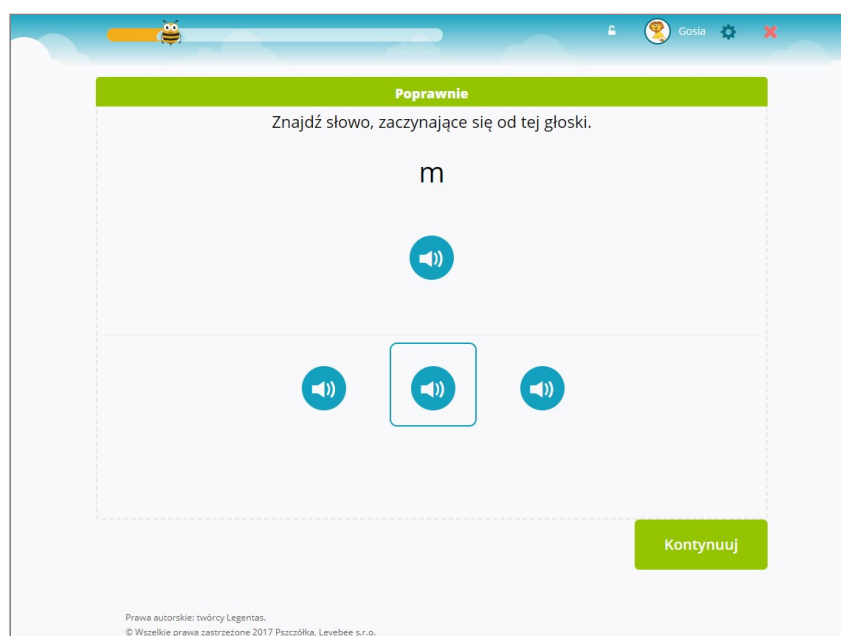 Gosia
Poprawnie
Znajdź słowo, zaczynające się od tej głoski.
m
Kontynuuj
Prawa autorskie: twórcy Legentas.
© Wszelkie prawa zastrzeżone 2017 Pszczółka, Levebee s.r.o.